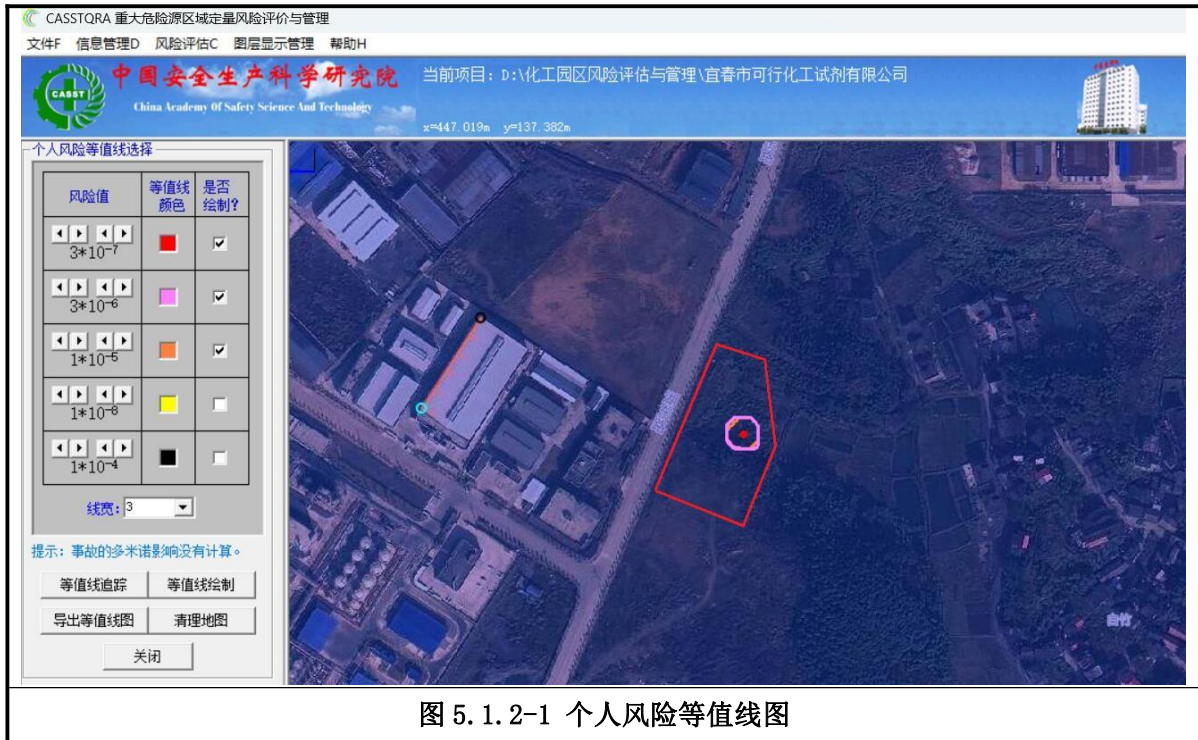 CASSTQRA 重大危险源区域定量风险评价与管理
文件F 信息管理D 风险评估C 图层显示管理 帮助H
CASST
中国安全生产科学研究院
China Academy Of Safety Science And Technology
当前项目：D:\化工园区风险评估与管理\宜春市可行化工试剂有限公司
x=447.019m y=137.382m
个人风险等值线选择
风险值 等值线颜色 是否绘制?
3*10-7
3*10-6
1*10-5
1*10-8
1*10-4
线宽: 3
提示: 事故的多米诺影响没有计算。
等值线追踪 等值线绘制
导出等值线图 清理地图
关闭
白竹
图 5.1.2-1 个人风险等值线图